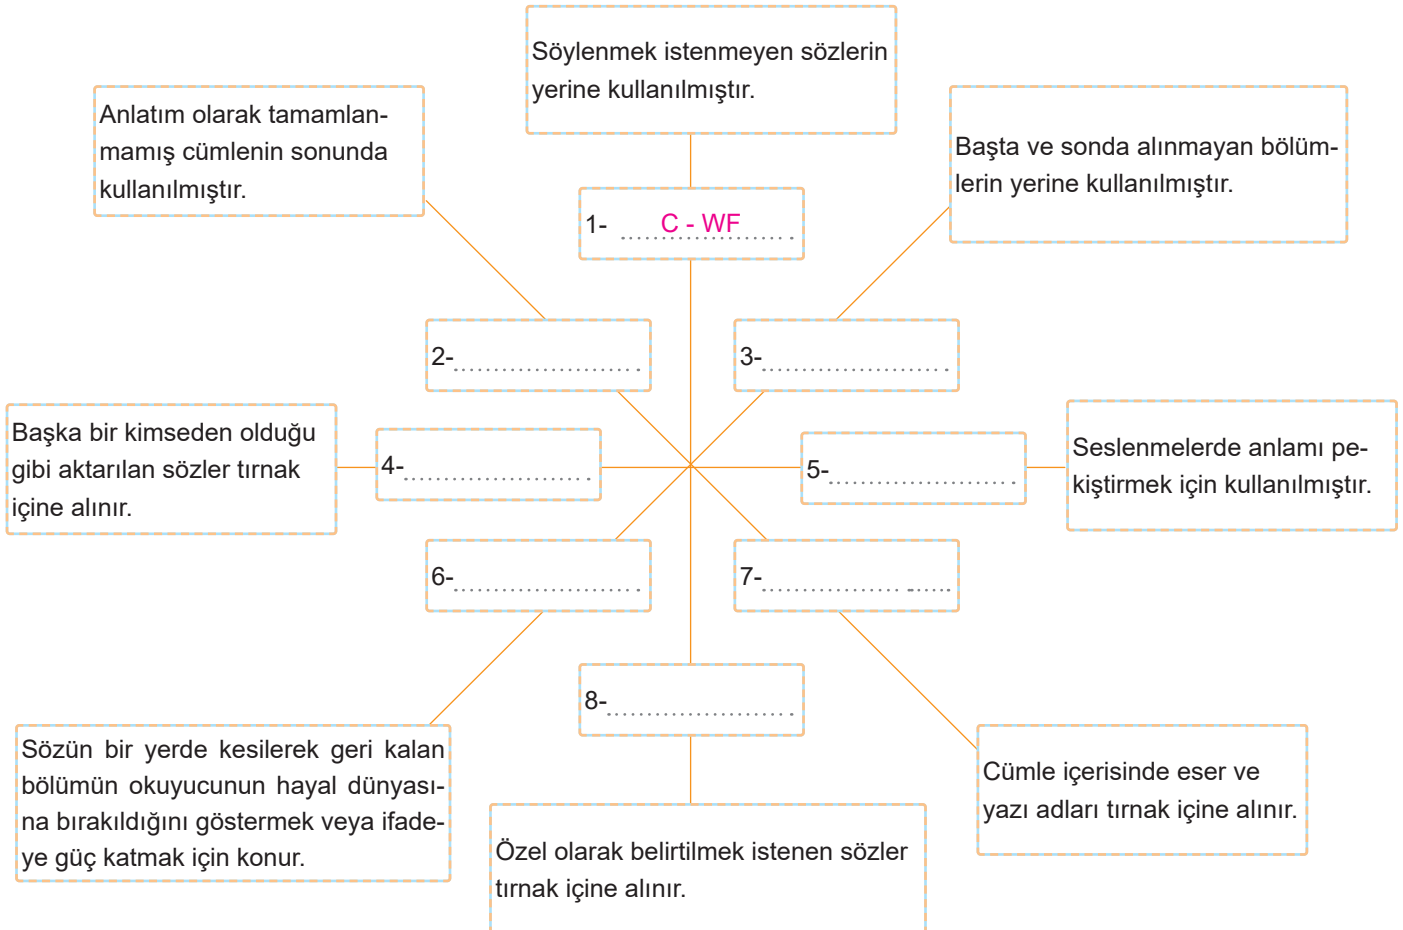 Söylenmek istenmeyen sözlerin
yerine kullanılmıştır.
Anlatım olarak tamamlan-
mamış cümlenin sonunda
kullanılmıştır.
Başta ve sonda alınmayan bölüm-
lerin yerine kullanılmıştır.
1- C - WF
2-
3-
Başka bir kimseden olduğu
gibi aktarılan sözler tırnak
içine alınır.
4-
5-
Seslenmelerde anlamı pe-
kiştirmek için kullanılmıştır.
6-
7-
8-
Sözün bir yerde kesilerek geri kalan
bölümün okuyucunun hayal dünyası-
na bırakıldığını göstermek veya ifade-
ye güç katmak için konur.
Cümle içerisinde eser ve
yazı adları tırnak içine alınır.
Özel olarak belirtilmek istenen sözler
tırnak içine alınır.